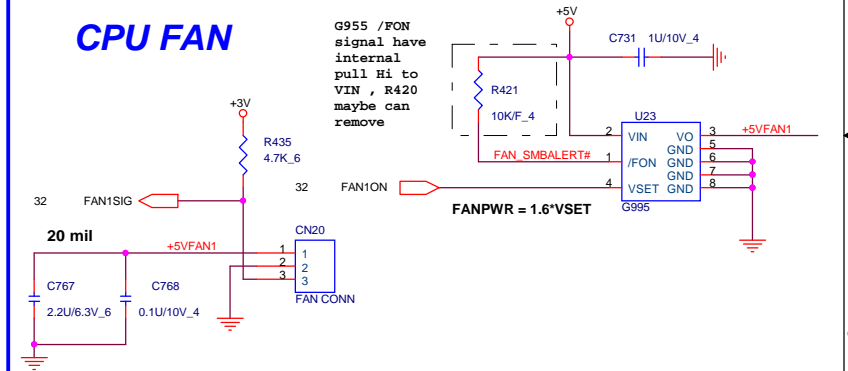 CPU FAN
G955 /FON
signal have
internal
pull Hi to
VIN , R420
maybe can
remove
+5V
C731 1U/10V_4
R421
10K/F_4
FAN_SMBALERT#
U23
2 VIN VO 3 +5VFAN1
GND 5
1 /FON GND 6
GND 7
4 VSET GND 8
G995
FANPWR = 1.6*VSET
+3V
R435
4.7K_6
32 FAN1ON
32 FAN1SIG
20 mil
+5VFAN1
CN20
1 1
2 2
3 3
FAN CONN
C767
2.2U/6.3V_6
C768
0.1U/10V_4